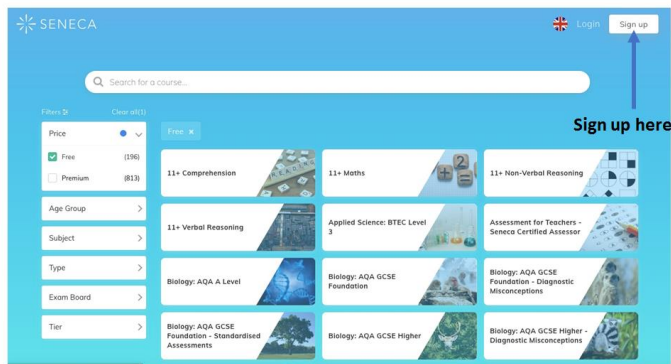 SENECA
Login
Sign up
Search for a course...
Sign up here
Filters
Clear all(1)
Price
Free ×
Free (196)
Premium (813)
Age Group
Subject
Type
Exam Board
Tier
11+ Comprehension
11+ Maths
11+ Non-Verbal Reasoning
11+ Verbal Reasoning
Applied Science: BTEC Level
3
Assessment for Teachers -
Seneca Certified Assessor
Biology: AQA A Level
Biology: AQA GCSE
Foundation
Biology: AQA GCSE
Foundation - Diagnostic
Misconceptions
Biology: AQA GCSE
Foundation - Standardised
Assessments
Biology: AQA GCSE Higher
Biology: AQA GCSE Higher -
Diagnostic Misconceptions